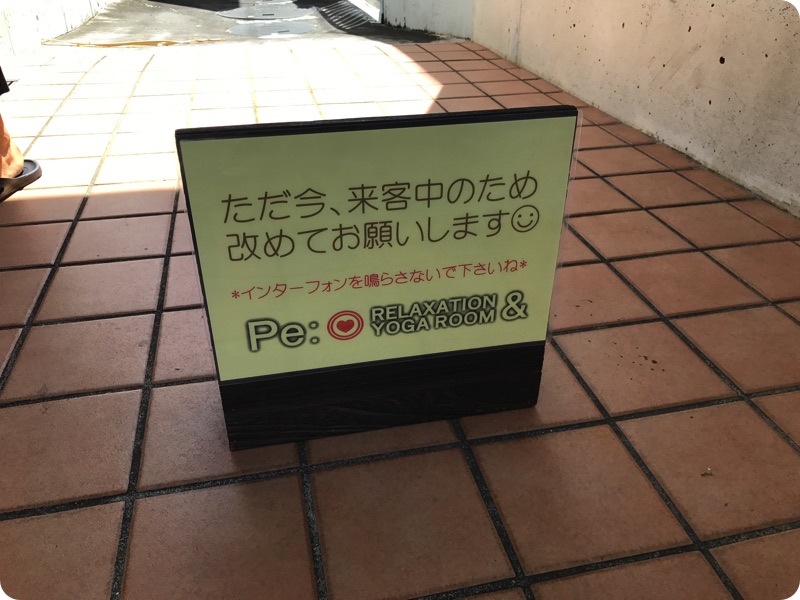 ただ今、来客中のため
改めてお願いします☺
*インターフォンを鳴らさないで下さいね*
Pe: RELAXATION
YOGA ROOM &